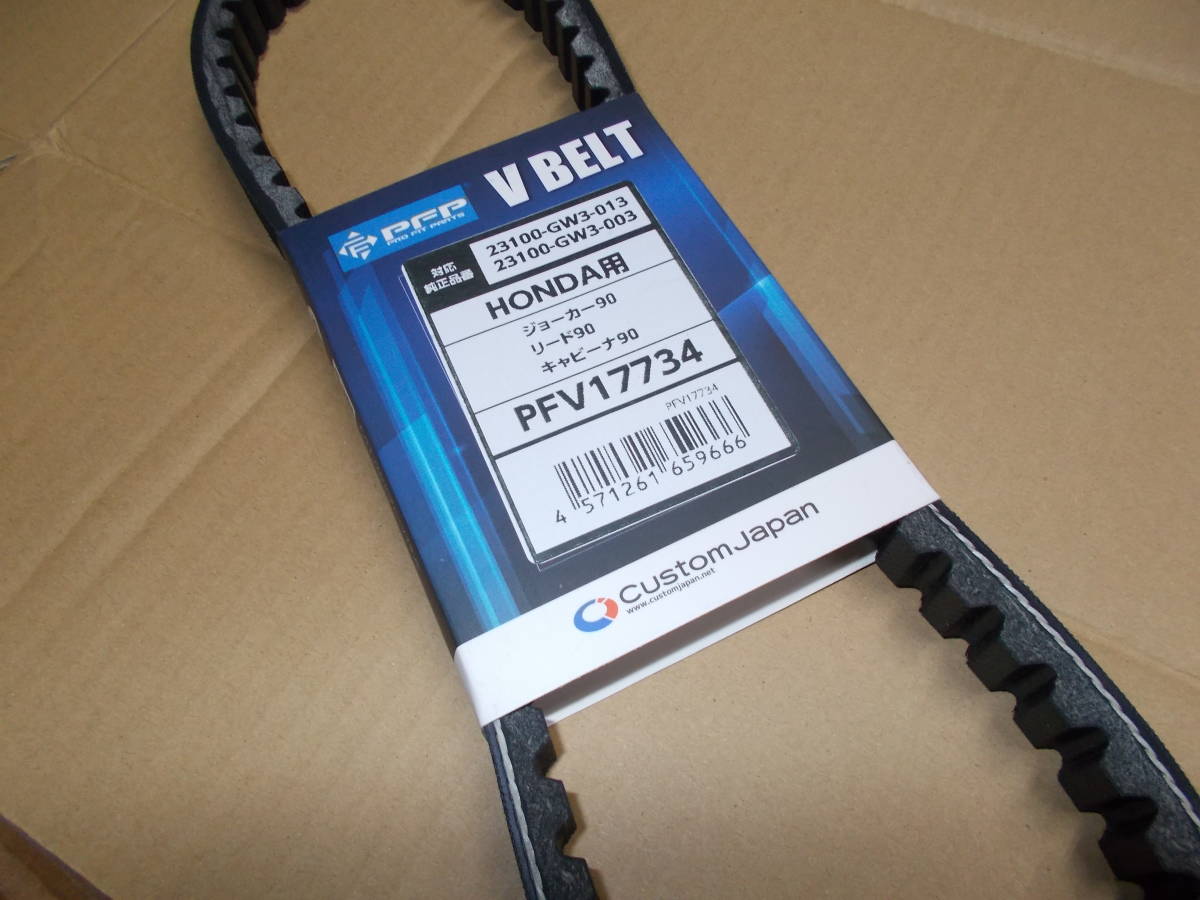 V BELT
PFP
PRO FIT PARTS
対応
純正品番
23100-GW3-013
23100-GW3-003
HONDA用
ジョーカー90
リード90
キャビーナ90
PFV17734
PFV17734
4 571261 659666
CustomJapan
www.customjapan.net